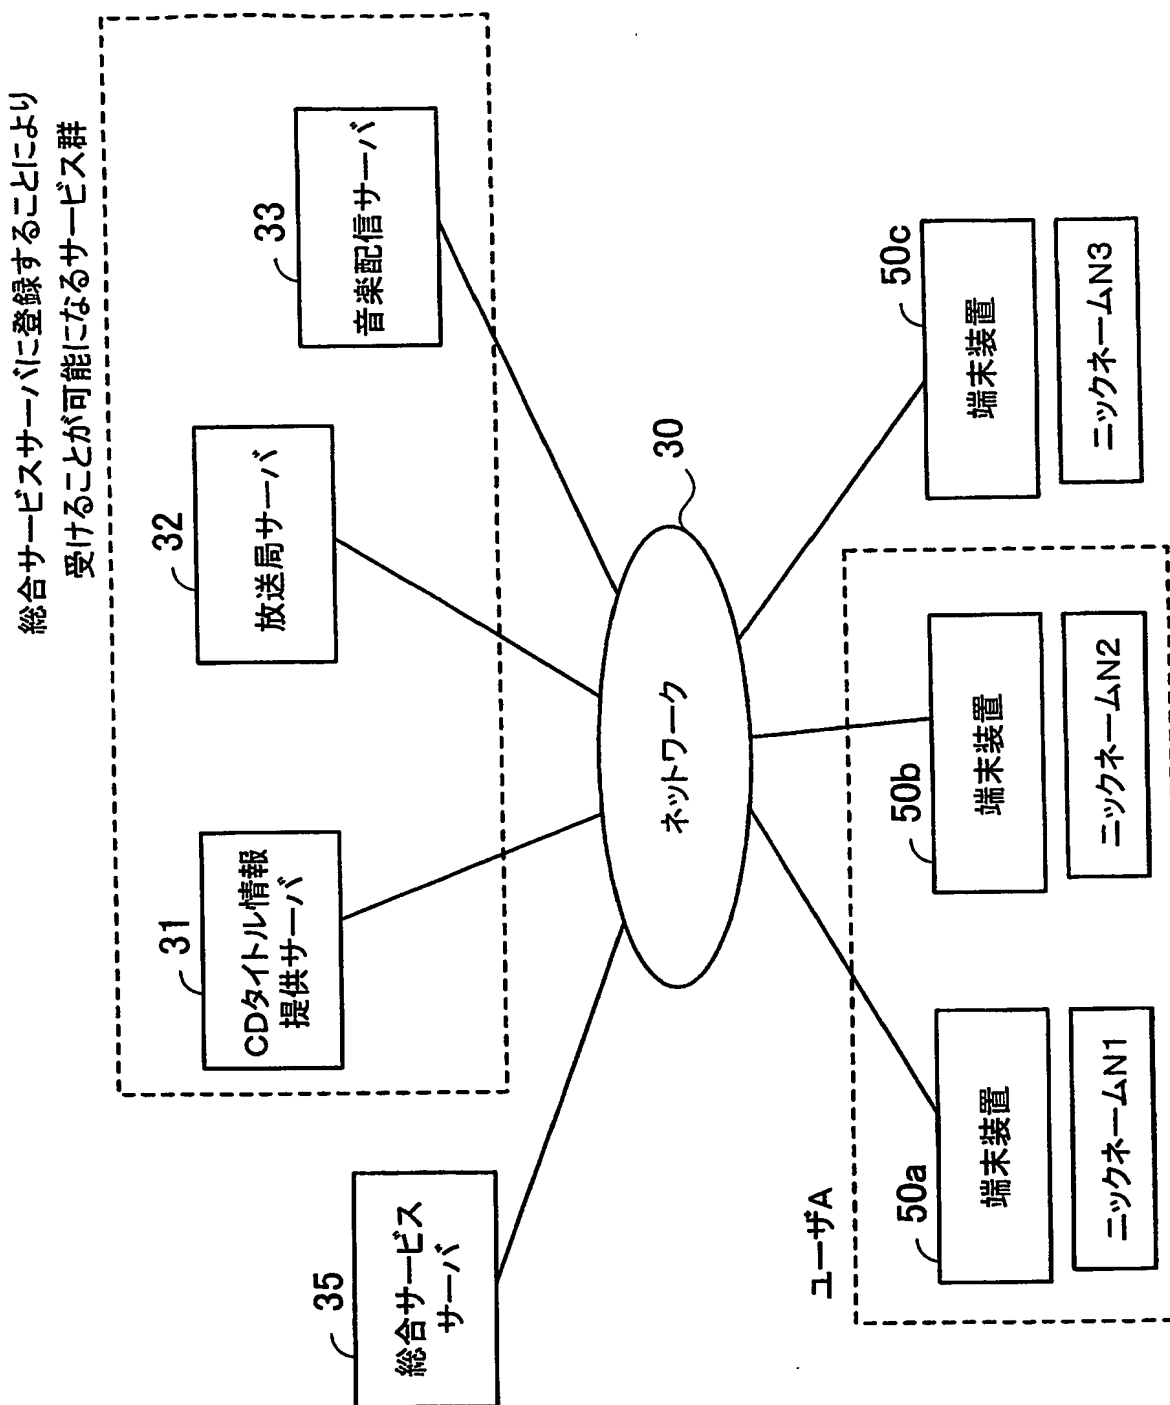 総合サービスサーバに登録することにより
受けることが可能になるサービス群
35
総合サービス
サーバ
31
CDタイトル情報
提供サーバ
32
放送局サーバ
33
音楽配信サーバ
ネットワーク
30
ユーザA
50a
端末装置
ニックネームN1
50b
端末装置
ニックネームN2
50c
端末装置
ニックネームN3